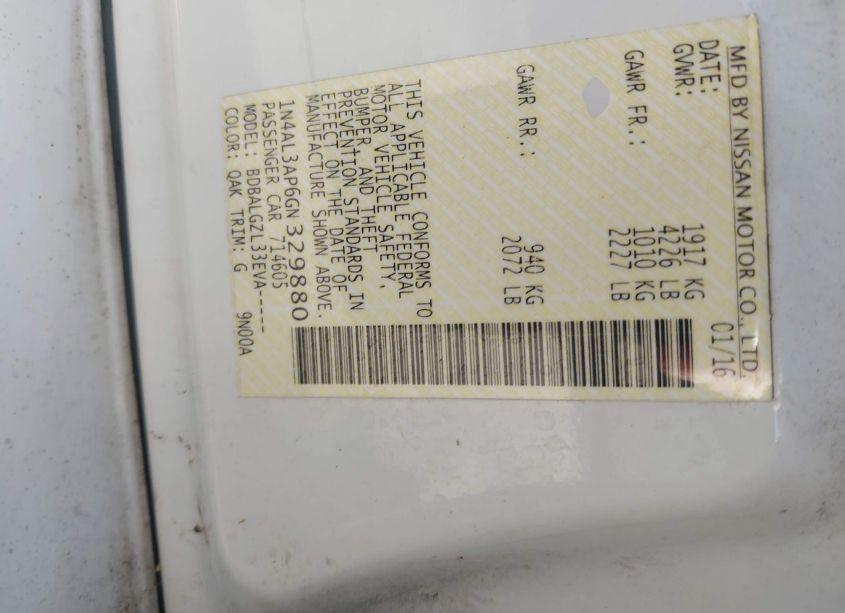 MFD BY NISSAN MOTOR CO., LTD.
DATE: 01/16
GVWR: 1917 KG
4226 LB
GAWR FR.: 1010 KG
2227 LB
GAWR RR.: 940 KG
2072 LB
THIS VEHICLE CONFORMS TO
ALL APPLICABLE FEDERAL
MOTOR VEHICLE SAFETY,
BUMPER, AND THEFT
PREVENTION STANDARDS IN
EFFECT ON THE DATE OF
MANUFACTURE SHOWN ABOVE.
1N4AL3AP6GN329880
PASSENGER CAR 714605
MODEL: BDBALGZL33EVA-----
COLOR: QAK TRIM: G 9N00A